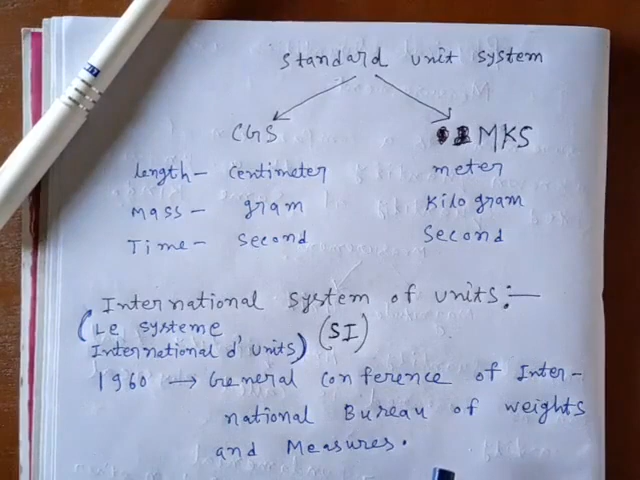 Standard unit system
CGS MKS
Length - Centimeter meter
Mass - gram Kilo gram
Time - Second Second
International System of units:-
(Le systeme
International d'units) (SI)
1960 → General Conference of Inter-
national Bureau of weights
and Measures.